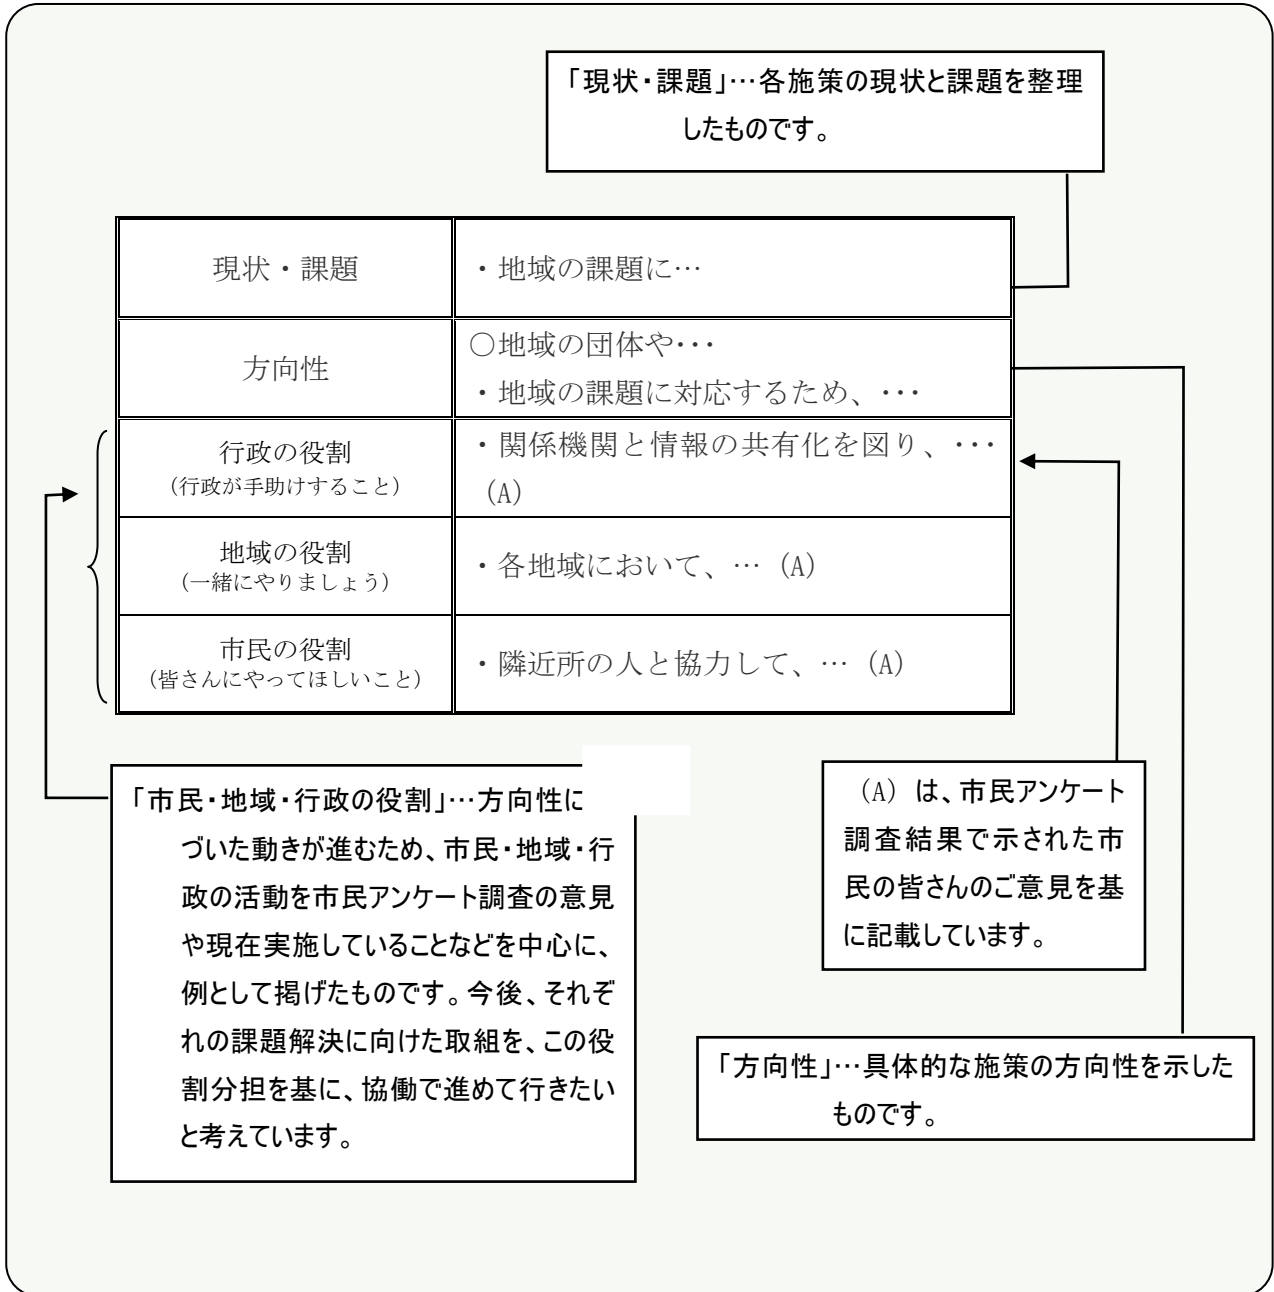 「現状・課題」…各施策の現状と課題を整理
したものです。
現状・課題
・地域の課題に…
方向性
○地域の団体や・・・
・地域の課題に対応するため、・・・
行政の役割
(行政が手助けすること)
・関係機関と情報の共有化を図り、・・・
(A)
地域の役割
(一緒にやりましょう)
・各地域において、… (A)
市民の役割
(皆さんにやってほしいこと)
・隣近所の人と協力して、… (A)
「市民・地域・行政の役割」…方向性に
づいた動きが進むため、市民・地域・行
政の活動を市民アンケート調査の意見
や現在実施していることなどを中心に、
例として掲げたものです。今後、それぞ
れの課題解決に向けた取組を、この役
割分担を基に、協働で進めて行きたい
と考えています。
(A) は、市民アンケート
調査結果で示された市
民の皆さんのご意見を基
に記載しています。
「方向性」…具体的な施策の方向性を示した
ものです。